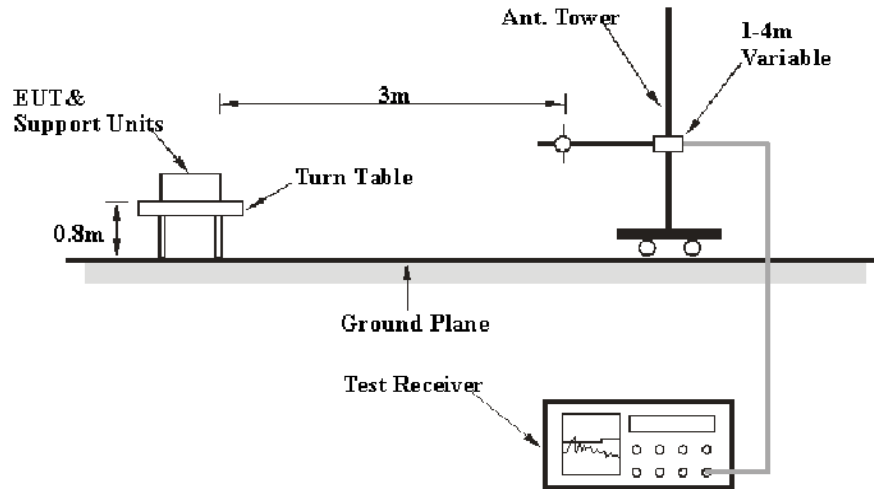 Ant. Tower
1-4m
Variable
3m
EUT &
Support Units
Turn Table
0.8m
Ground Plane
Test Receiver